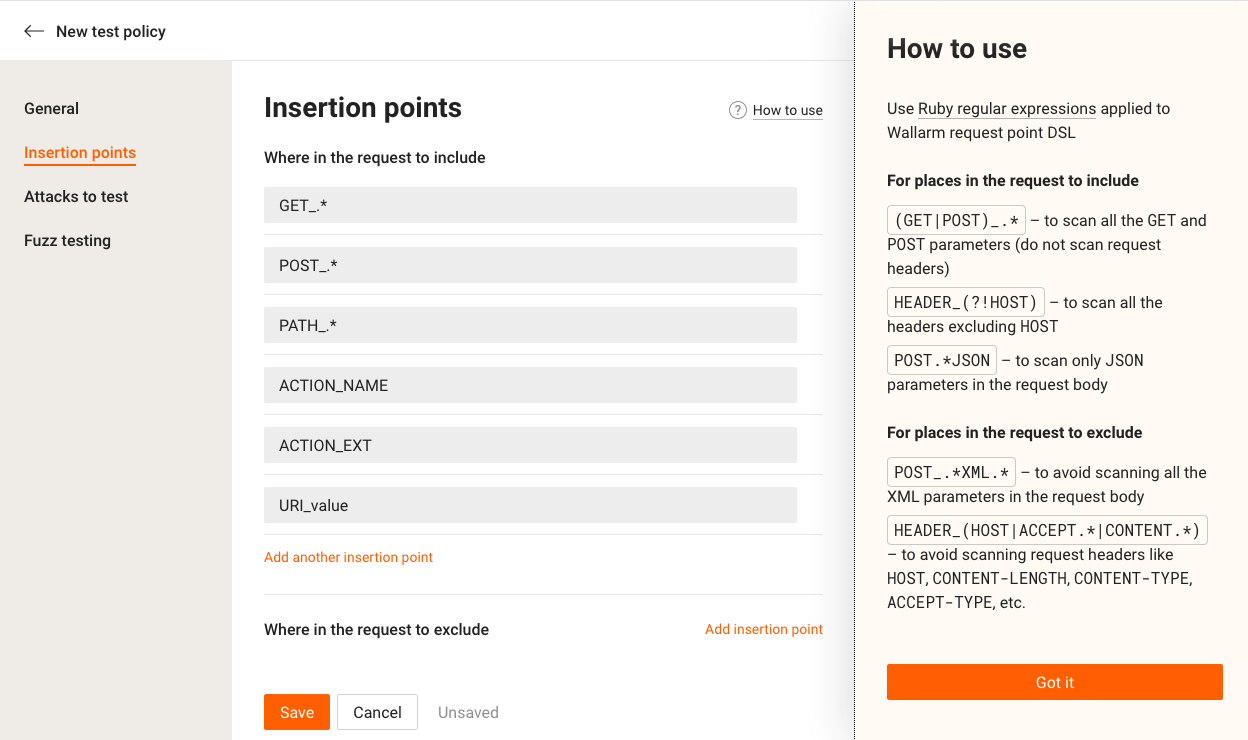 New test policy
General
Insertion points
Attacks to test
Fuzz testing
Insertion points
? How to use
Where in the request to include
GET_.*
POST_.*
PATH_.*
ACTION_NAME
ACTION_EXT
URI_value
Add another insertion point
Where in the request to exclude
Add insertion point
Save
Cancel
Unsaved
How to use
Use Ruby regular expressions applied to
Wallarm request point DSL
For places in the request to include
(GET|POST)_.* – to scan all the GET and
POST parameters (do not scan request
headers)
HEADER_(?!HOST) – to scan all the
headers excluding HOST
POST.*JSON – to scan only JSON
parameters in the request body
For places in the request to exclude
POST_.*XML.* – to avoid scanning all the
XML parameters in the request body
HEADER_(HOST|ACCEPT.*|CONTENT.*)
– to avoid scanning request headers like
HOST, CONTENT-LENGTH, CONTENT-TYPE,
ACCEPT-TYPE, etc.
Got it